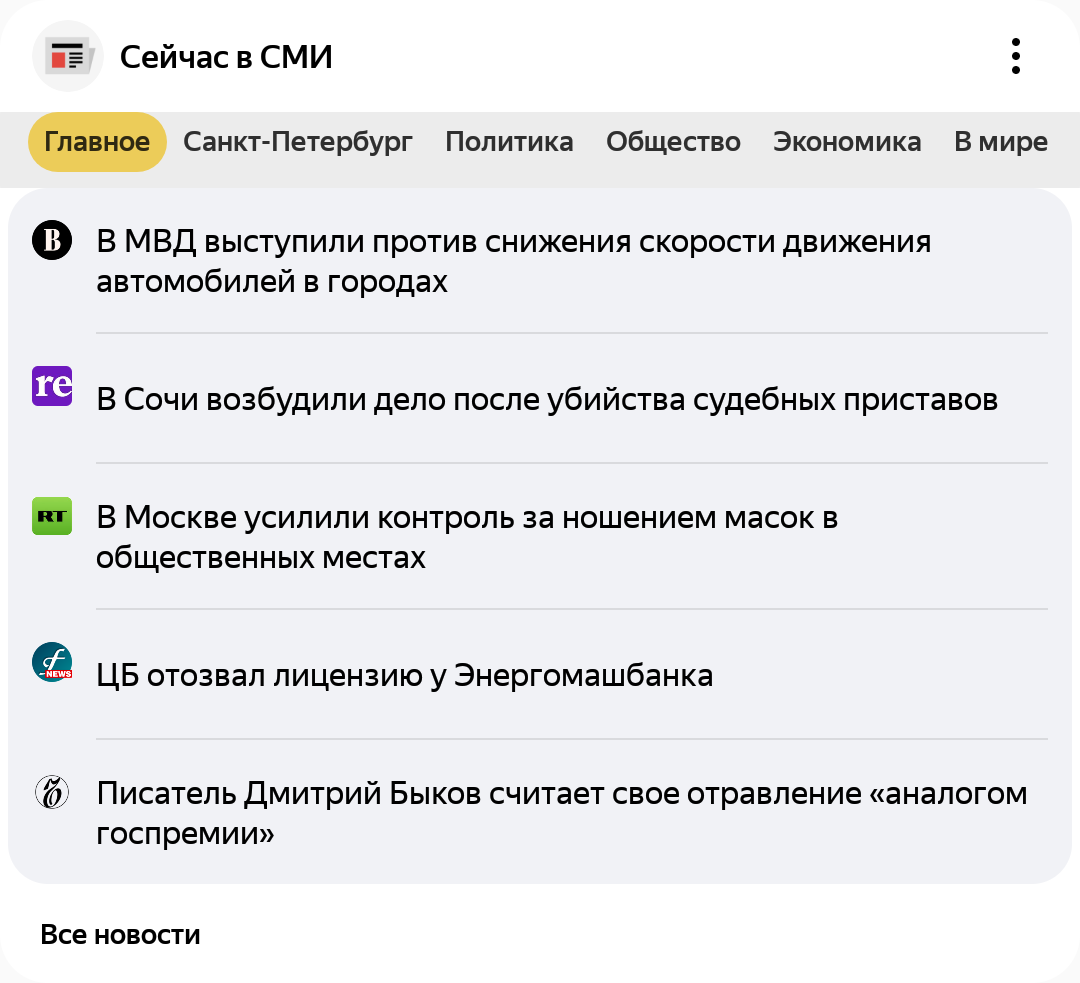 Сейчас в СМИ
Главное Санкт-Петербург Политика Общество Экономика В мире
В
В МВД выступили против снижения скорости движения
автомобилей в городах
re
В Сочи возбудили дело после убийства судебных приставов
RT
В Москве усилили контроль за ношением масок в
общественных местах
f
NEWS
ЦБ отозвал лицензию у Энергомашбанка
Ъ
Писатель Дмитрий Быков считает свое отравление «аналогом
госпремии»
Все новости